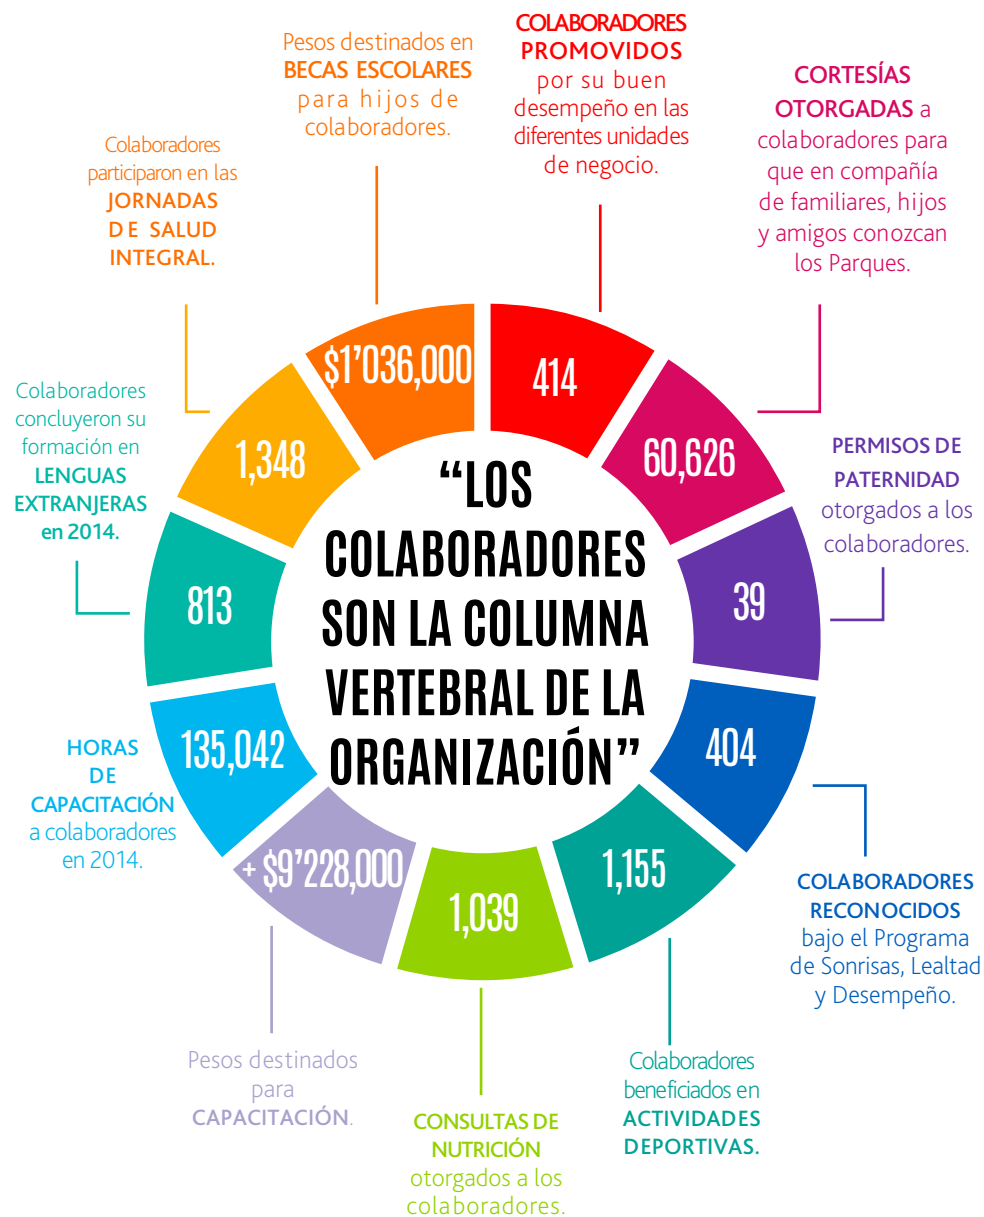 COLABORADORES
PROMOVIDOS
por su buen
desempeño en las
diferentes unidades
de negocio.
414
CORTESÍAS
OTORGADAS a
colaboradores para
que en compañía
de familiares, hijos
y amigos conozcan
los Parques.
60,626
PERMISOS DE
PATERNIDAD
otorgados a los
colaboradores.
39
404
COLABORADORES
RECONOCIDOS
bajo el Programa
de Sonrisas, Lealtad
y Desempeño.
1,155
Colaboradores
beneficiados en
ACTIVIDADES
DEPORTIVAS.
1,039
CONSULTAS DE
NUTRICIÓN
otorgados a los
colaboradores.
+ $9’228,000
Pesos destinados
para
CAPACITACIÓN.
135,042
HORAS
DE
CAPACITACIÓN
a colaboradores
en 2014.
813
Colaboradores
concluyeron su
formación en
LENGUAS
EXTRANJERAS
en 2014.
1,348
Colaboradores
participaron en las
JORNADAS
DE SALUD
INTEGRAL.
$1’036,000
Pesos destinados en
BECAS ESCOLARES
para hijos de
colaboradores.
“LOS
COLABORADORES
SON LA COLUMNA
VERTEBRAL DE LA
ORGANIZACIÓN”